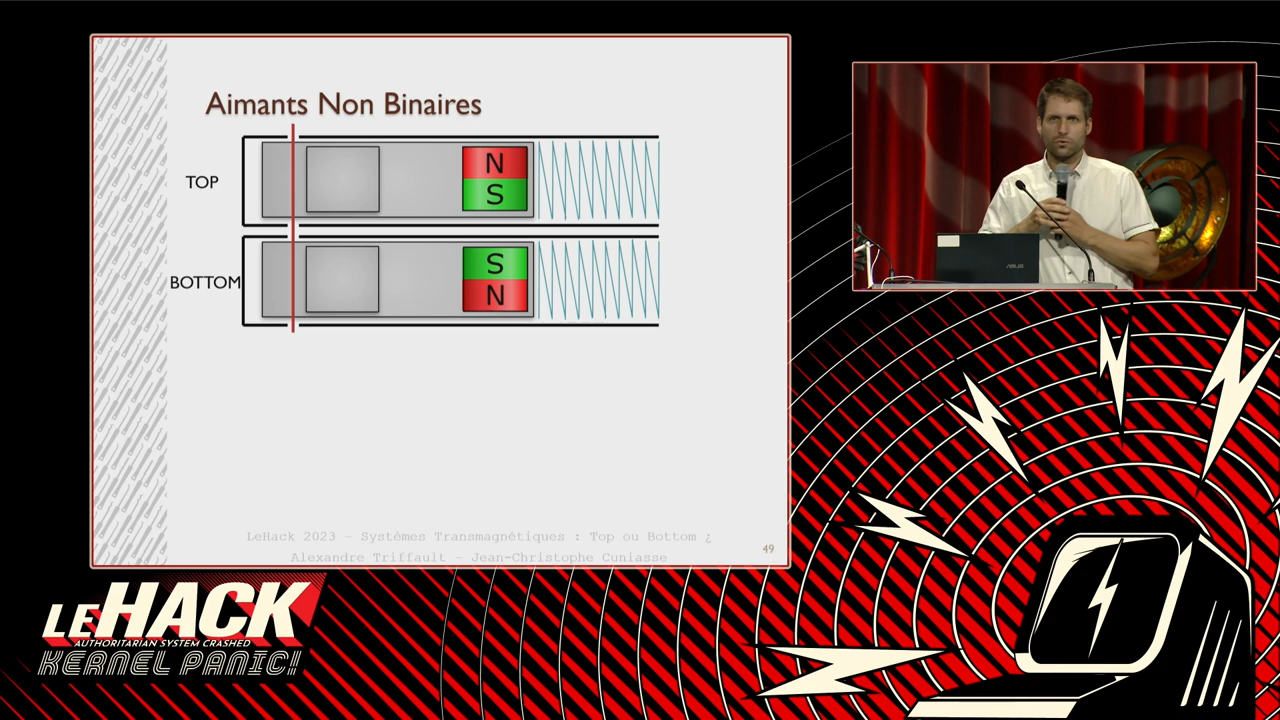 Aimants Non Binaires
TOP
N
S
BOTTOM
S
N
LeHack 2023 – Systèmes Transmagnétiques : Top ou Bottom ¿
Alexandre Triffault – Jean-Christophe Cuniasse
49
ASUS
LEHACK
AUTHORITARIAN SYSTEM CRASHED
KERNEL PANIC!